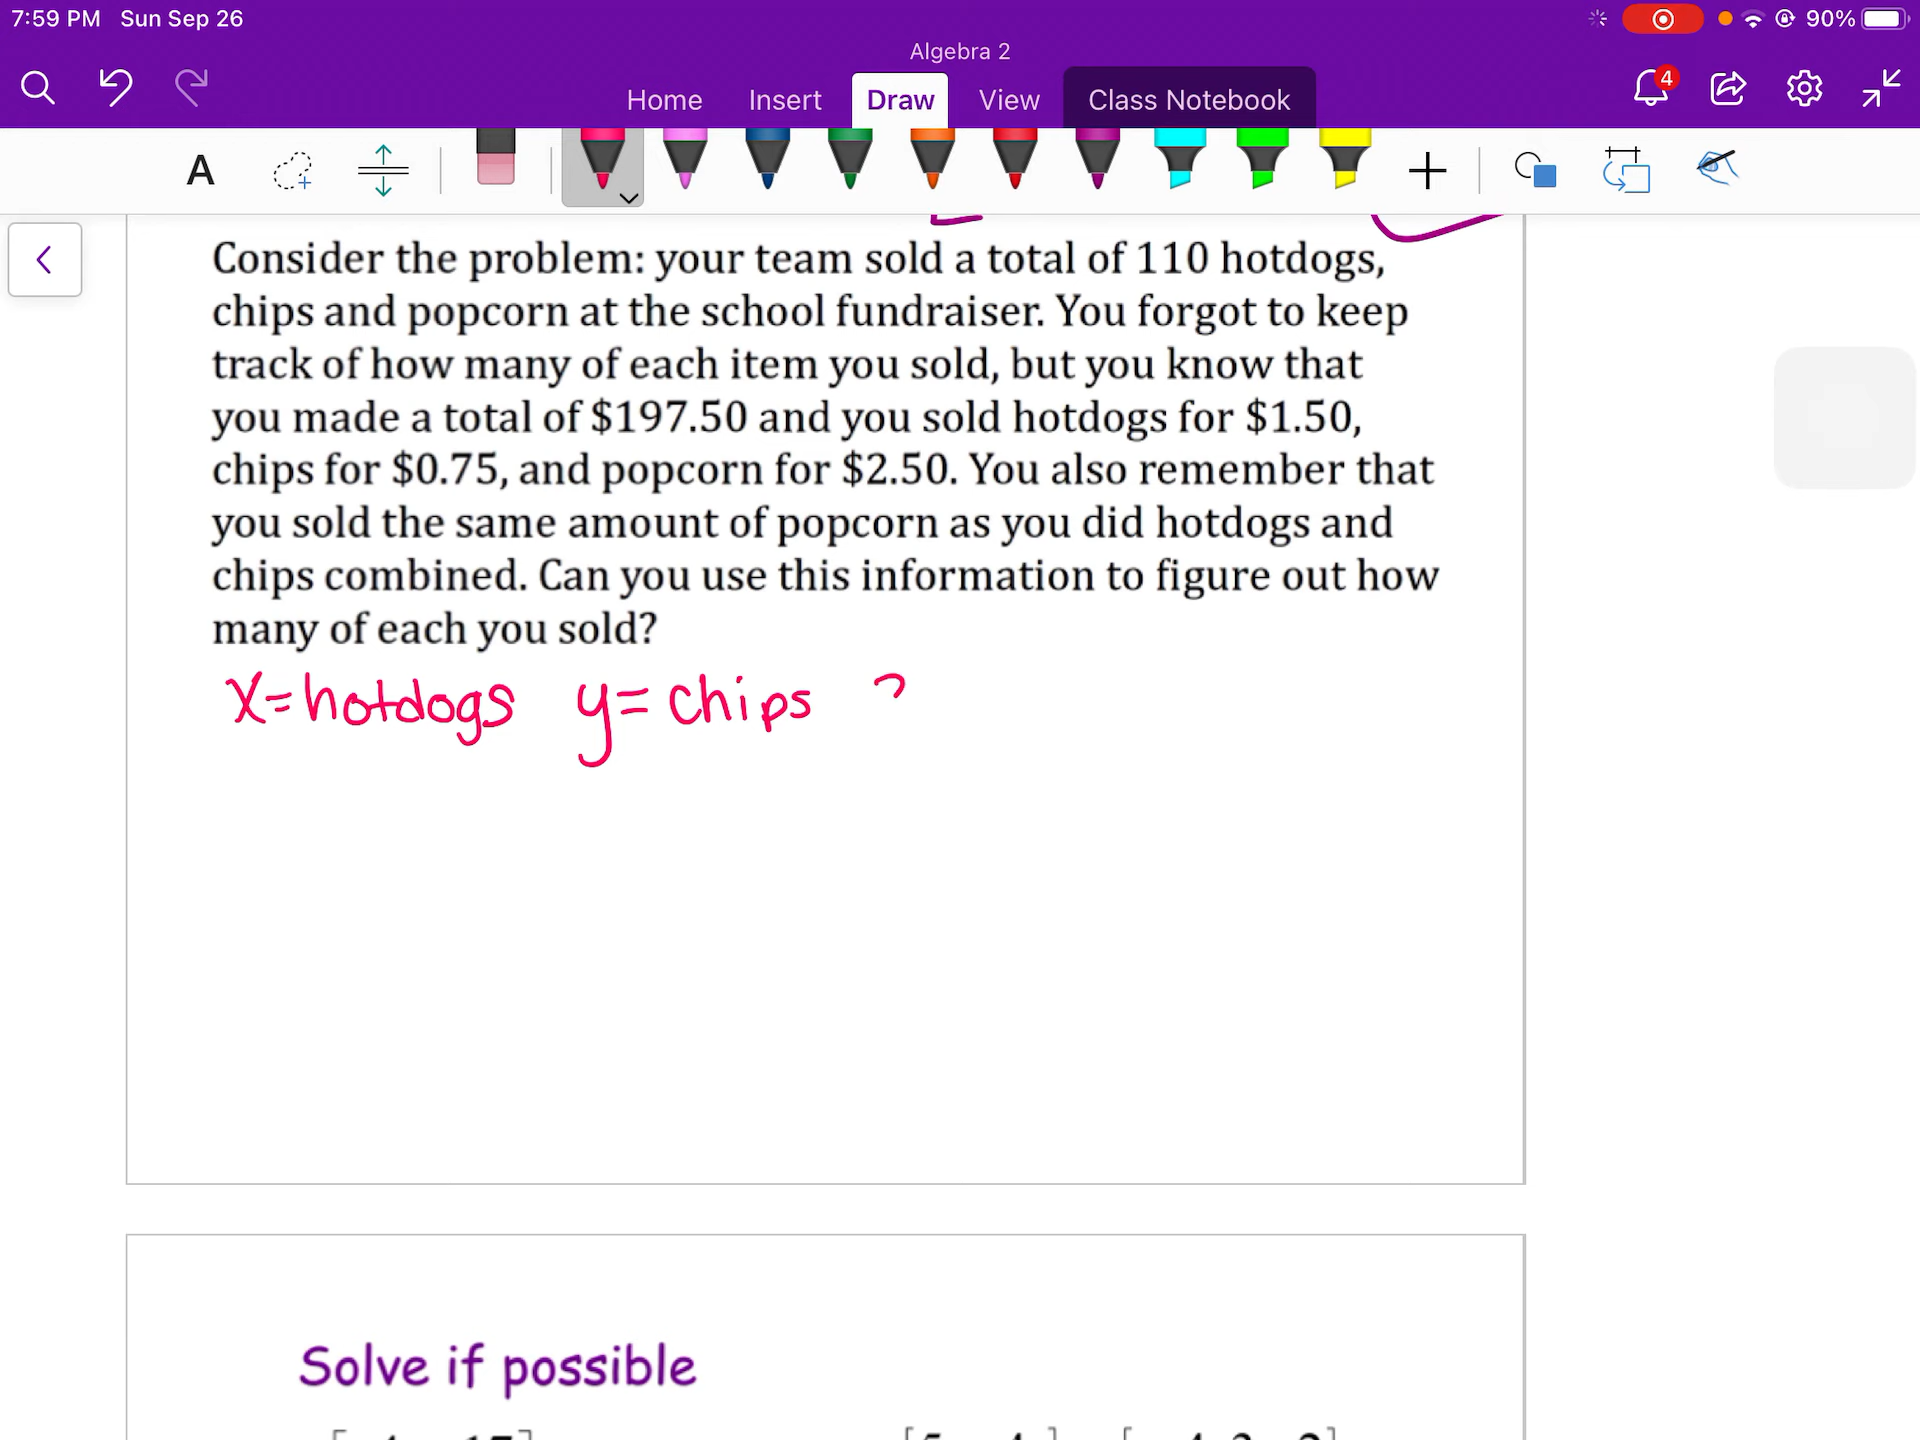 7:59 PM Sun Sep 26
90%
Algebra 2
Home Insert Draw View Class Notebook
4
A
Consider the problem: your team sold a total of 110 hotdogs,
chips and popcorn at the school fundraiser. You forgot to keep
track of how many of each item you sold, but you know that
you made a total of $197.50 and you sold hotdogs for $1.50,
chips for $0.75, and popcorn for $2.50. You also remember that
you sold the same amount of popcorn as you did hotdogs and
chips combined. Can you use this information to figure out how
many of each you sold?
x=hotdogs y=chips
Solve if possible